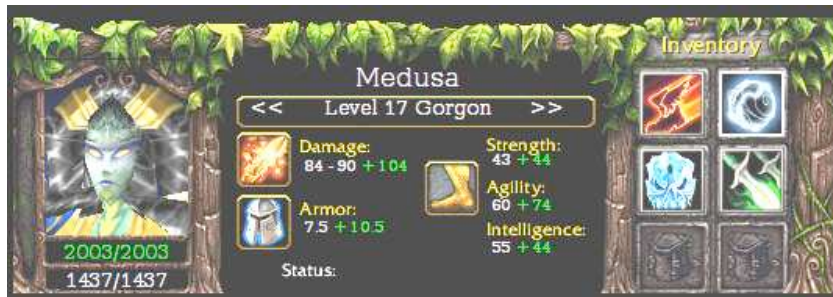 Inventory
Medusa
<< Level 17 Gorgon >>
Damage:
84 - 90 +104
Armor:
7.5 +10.5
Strength:
43 +44
Agility:
60 +74
Intelligence:
55 +44
2003/2003
1437/1437
Status: